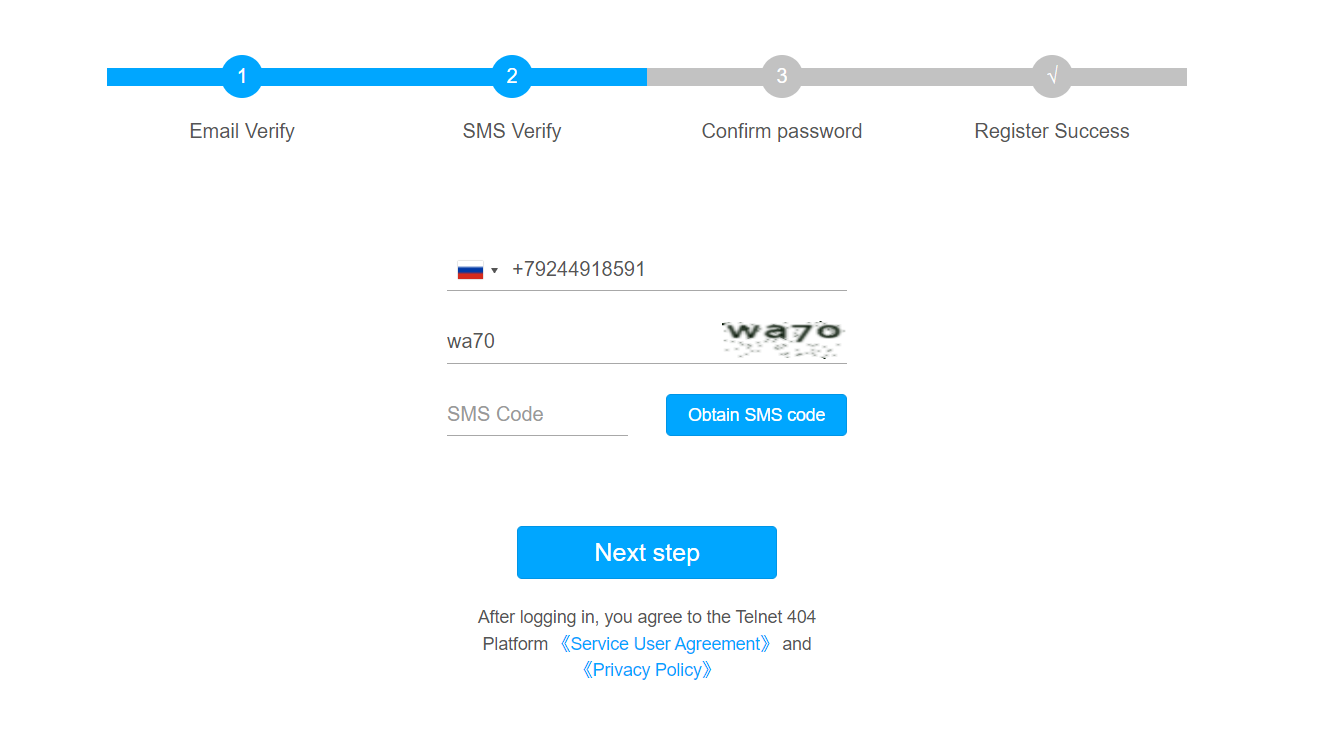 1 2 3 √
Email Verify SMS Verify Confirm password Register Success
+79244918591
wa70 wa70
SMS Code Obtain SMS code
Next step
After logging in, you agree to the Telnet 404
Platform 《Service User Agreement》 and
《Privacy Policy》